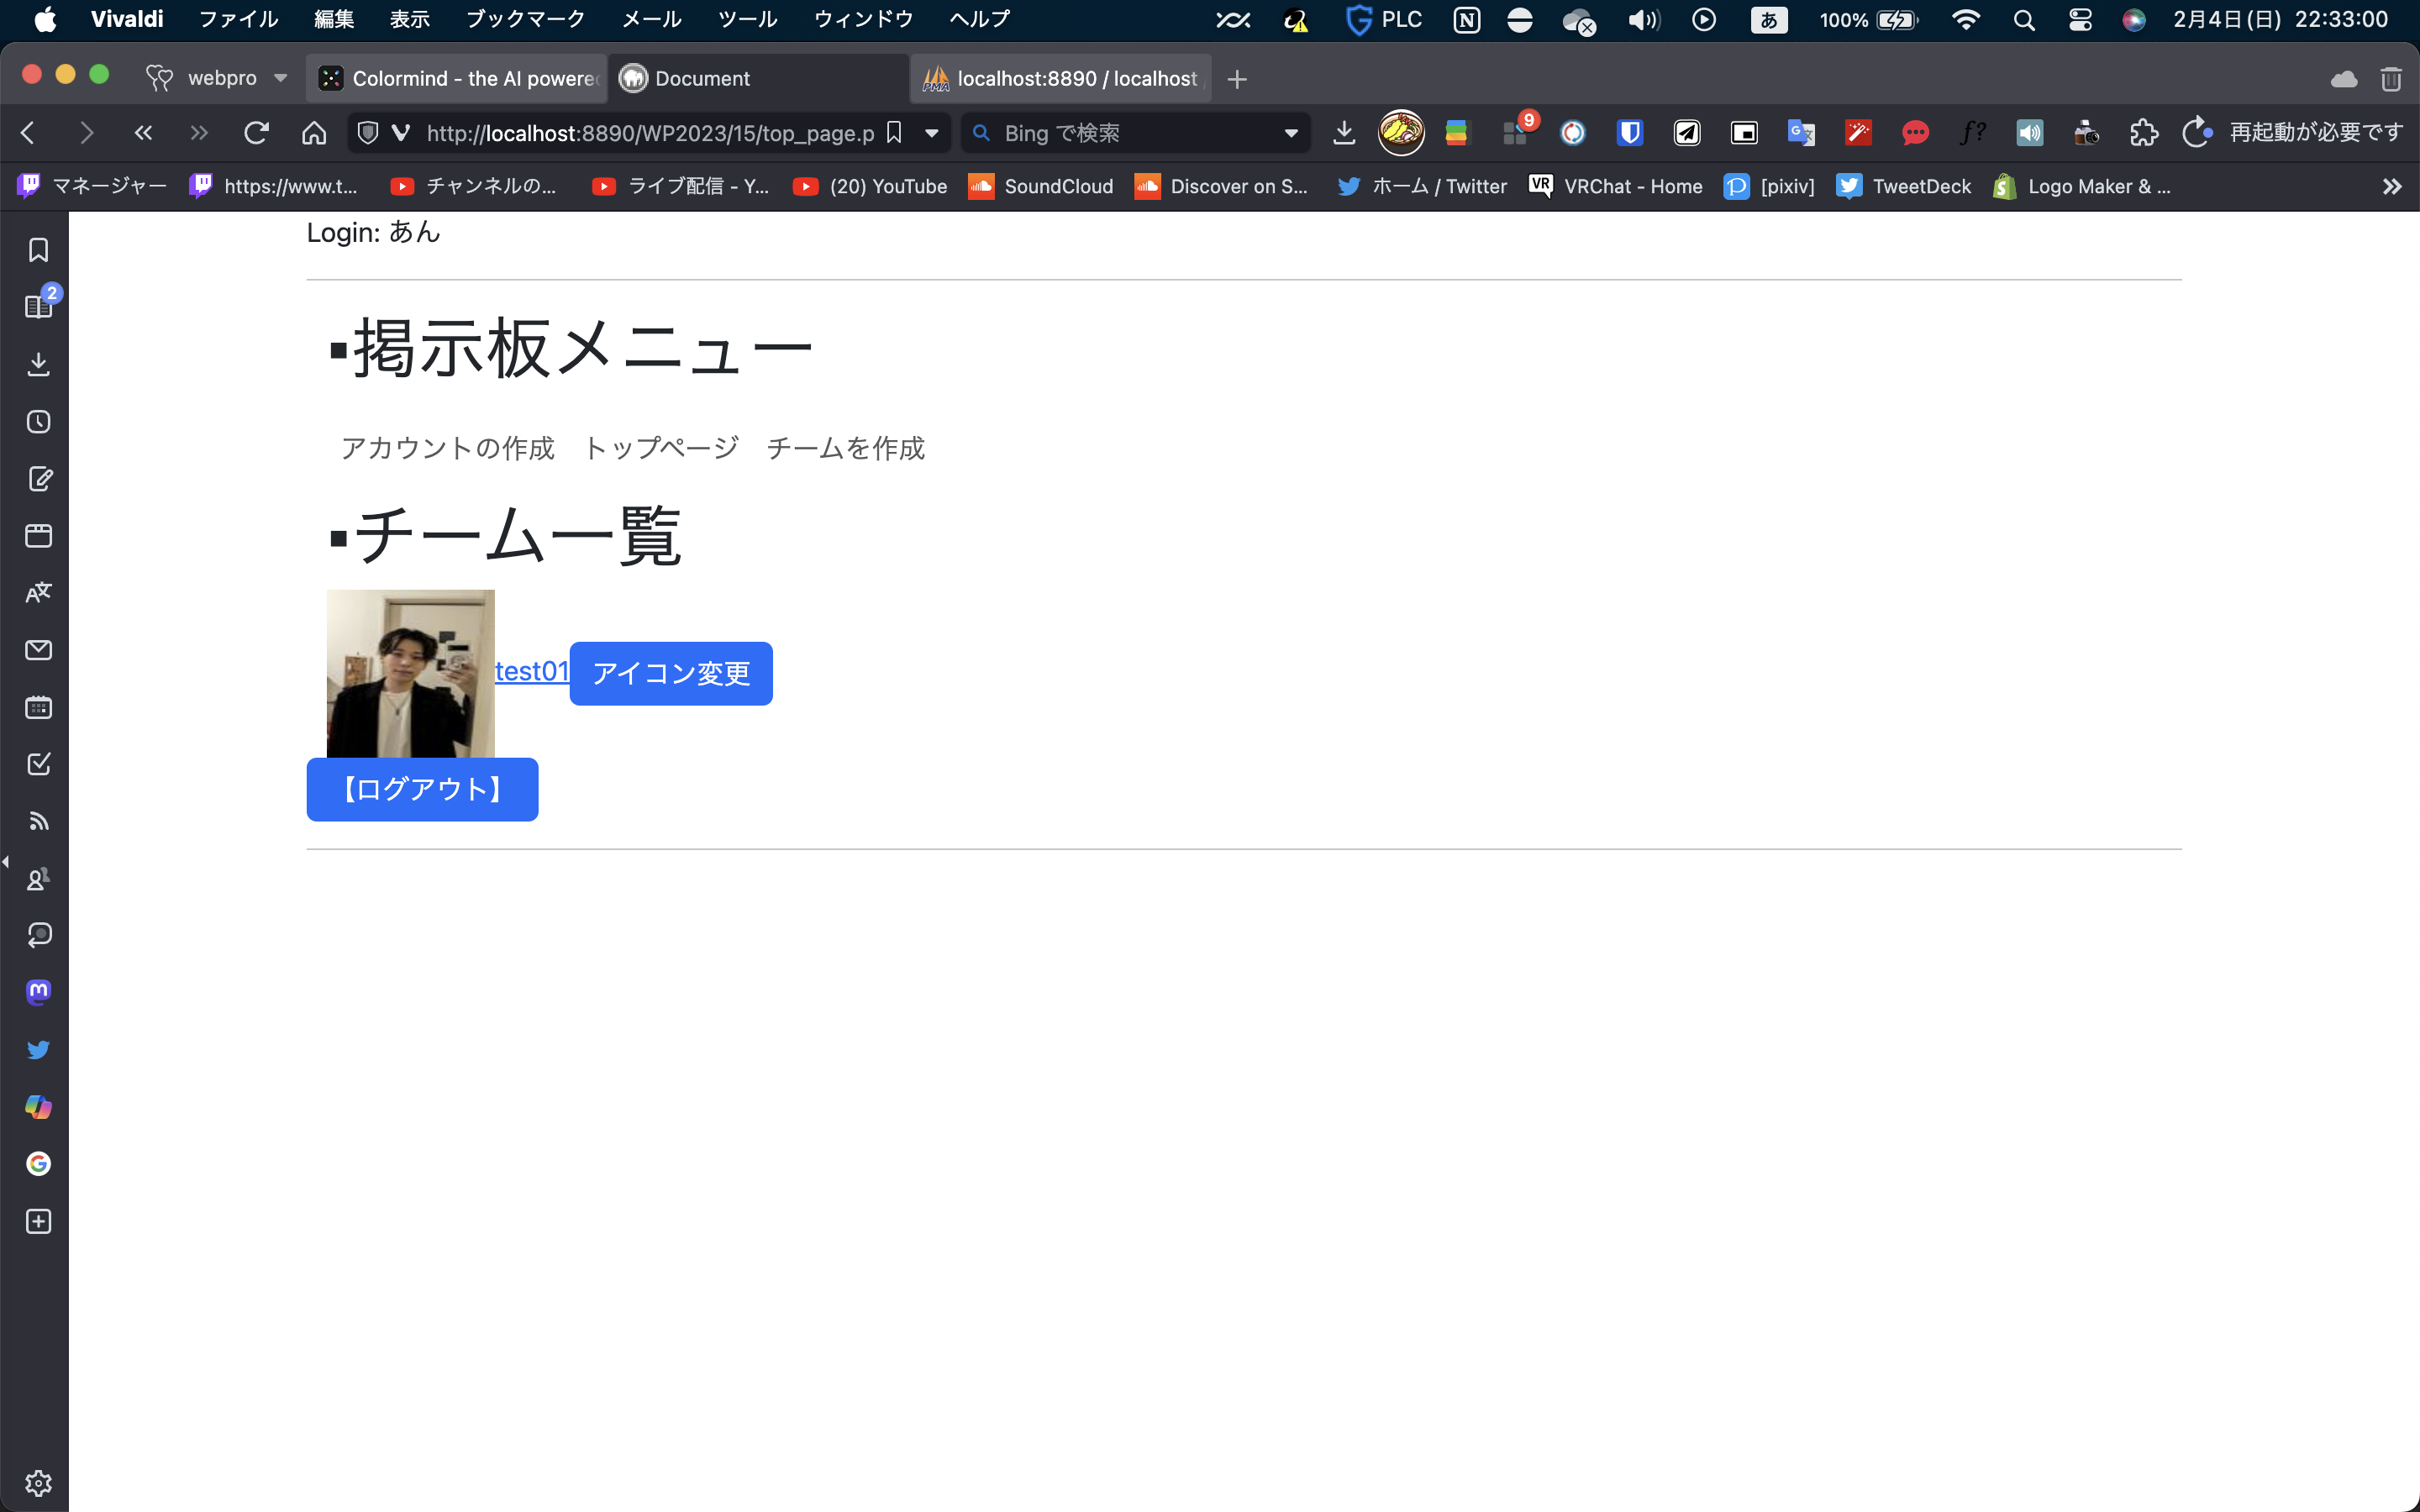 Vivaldi ファイル 編集 表示 ブックマーク メール ツール ウィンドウ ヘルプ PLC あ 100% 2月4日(日) 22:33:00
webpro Colormind - the AI powere Document localhost:8890 / localhost
http://localhost:8890/WP2023/15/top_page.p Bing で検索 9 再起動が必要です
マネージャー https://www.t... チャンネルの... ライブ配信 - Y... (20) YouTube SoundCloud Discover on S... ホーム / Twitter VRChat - Home [pixiv] TweetDeck Logo Maker & ...
2
Login: あん
▪掲示板メニュー
アカウントの作成 トップページ チームを作成
▪チーム一覧
test01 アイコン変更
【ログアウト】